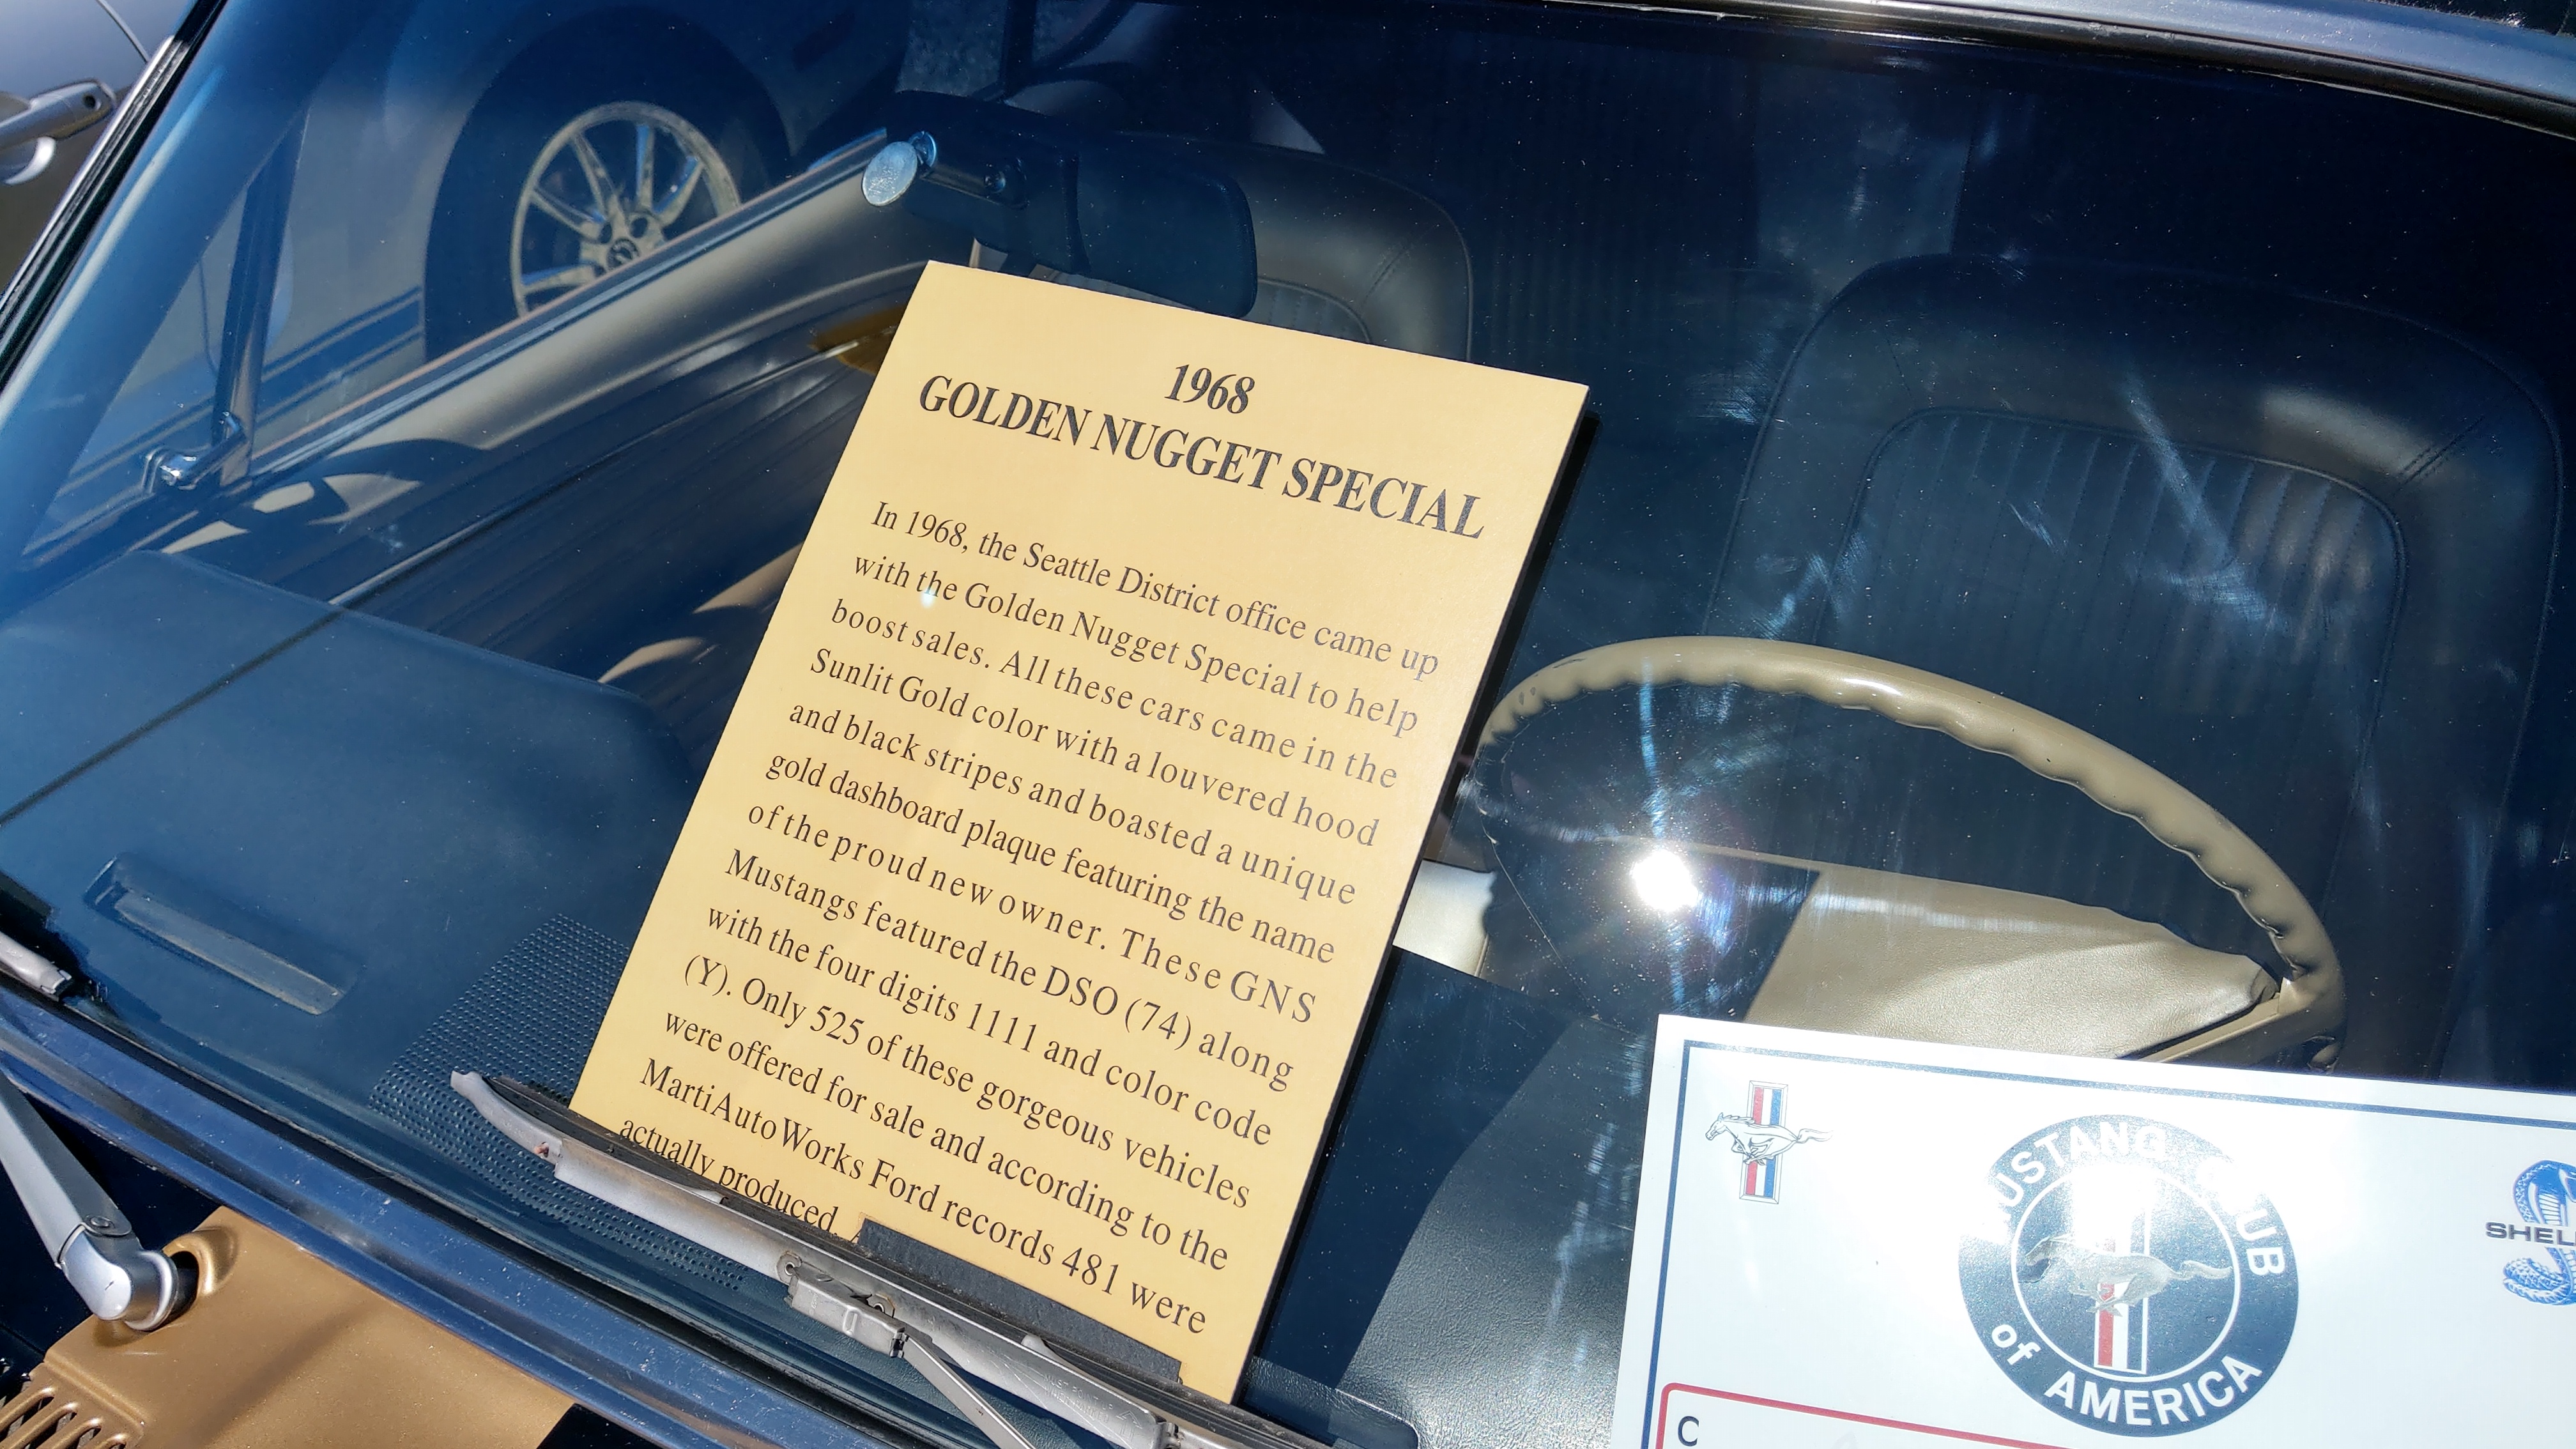 1968
GOLDEN NUGGET SPECIAL
In 1968, the Seattle District office came up
with the Golden Nugget Special to help
boost sales. All these cars came in the
Sunlit Gold color with a louvered hood
and black stripes and boasted a unique
gold dashboard plaque featuring the name
of the proud new owner. These GNS
Mustangs featured the DSO (74) along
with the four digits 1111 and color code
(Y). Only 525 of these gorgeous vehicles
were offered for sale and according to the
MartiAutoWorks Ford records 481 were
actually produced.
MUSTANG CLUB
of AMERICA
SHEL
C